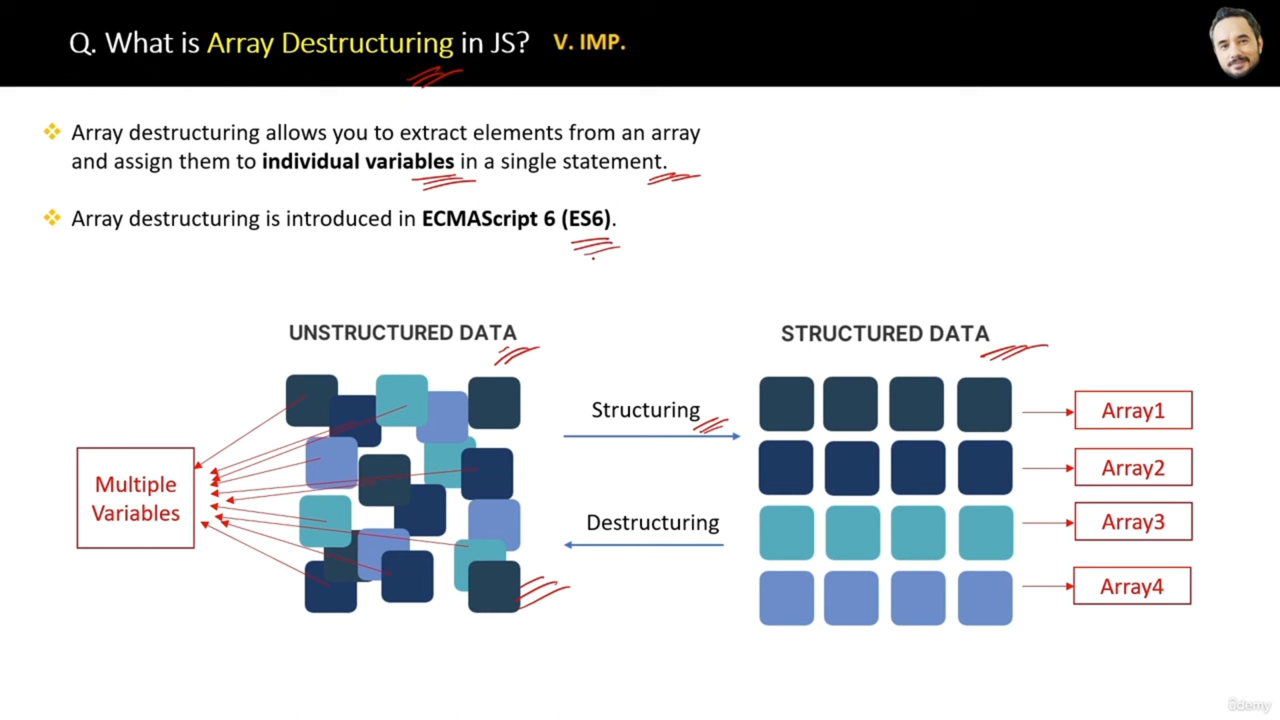 Q. What is Array Destructuring in JS? V. IMP.
Array destructuring allows you to extract elements from an array
and assign them to individual variables in a single statement.
Array destructuring is introduced in ECMAScript 6 (ES6).
UNSTRUCTURED DATA
STRUCTURED DATA
Structuring
Destructuring
Multiple
Variables
Array1
Array2
Array3
Array4
ûdemy